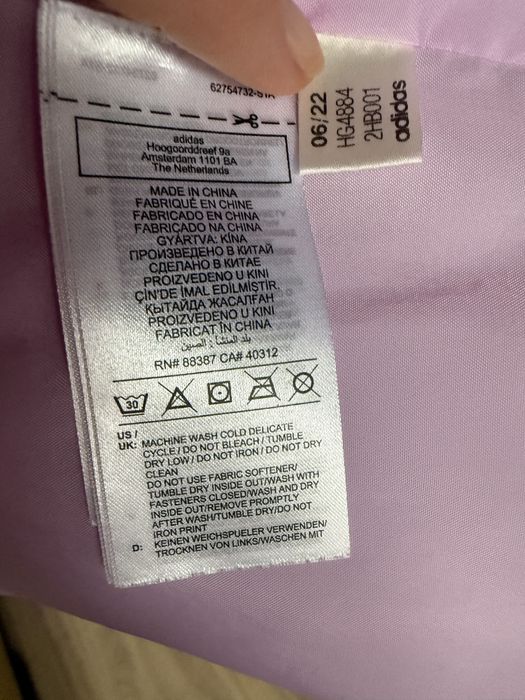 62754732-STA
adidas
Hoogoorddreef 9a
Amsterdam 1101 BA
The Netherlands
MADE IN CHINA
FABRIQUÉ EN CHINE
FABRICADO EN CHINA
FABRICADO NA CHINA
GYÁRTVA: KÍNA
ПРОИЗВЕДЕНО В КИТАЙ
СДЕЛАНО В КИТАЕ
PROIZVEDENO U KINI
ÇİN'DE İMAL EDİLMİŞTİR.
ҚЫТАЙДА ЖАСАЛҒАН
PROIZVEDENO U KINI
FABRICAT ÎN CHINA
بلد المنشأ: الصين
RN# 88387 CA# 40312
30
US /
UK: MACHINE WASH COLD DELICATE
CYCLE / DO NOT BLEACH / TUMBLE
DRY LOW / DO NOT IRON / DO NOT DRY
CLEAN
DO NOT USE FABRIC SOFTENER/
TUMBLE DRY INSIDE OUT/WASH WITH
FASTENERS CLOSED/WASH AND DRY
INSIDE OUT/REMOVE PROMPTLY
AFTER WASH/TUMBLE DRY/DO NOT
IRON PRINT
D: KEINEN WEICHSPUELER VERWENDEN/
TROCKNEN VON LINKS/WASCHEN MIT
06/22
HG4884
2HB001
adidas